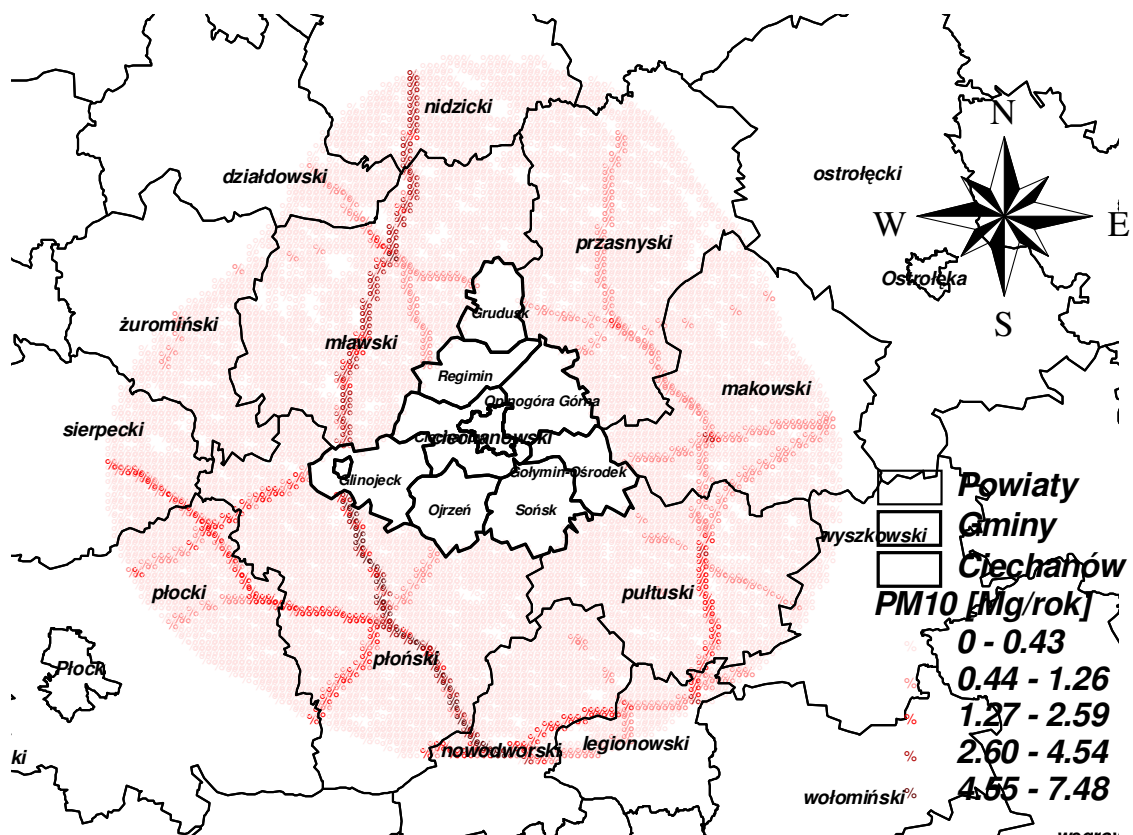 nidzicki
N
działdowski
ostrołęcki
W
E
przasnyski
Ostrołęka
Grudusk
S
żuromiński
mławski
Regimin
makowski
Opinogóra Górna
sierpecki
ciechanowski
Glinojeck
Gołymin-Ośrodek
Ojrzeń
Sońsk
Powiaty
wyszkowski
Gminy
Ciechanów
płocki
pułtuski
PM10 [Mg/rok]
0 - 0.43
płoński
Płock
0.44 - 1.26
1.27 - 2.59
nowodworski
legionowski
ki
2.60 - 4.54
4.55 - 7.48
wołomiński